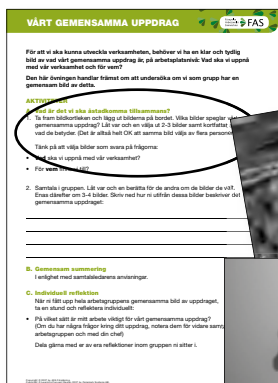 VÅRT GEMENSAMMA UPPDRAG
FAS
För att vi ska kunna utveckla verksamheten, behöver vi ha en klar och tydlig
bild av vad vårt gemensamma uppdrag är, på arbetsplatsnivå: Vad ska vi uppnå
med vår verksamhet och för vem?
Den här övningen handlar främst om att undersöka om vi som grupp har en
gemensam bild av detta.
A. Vad är det vi ska åstadkomma tillsammans?
1. Ta fram bildkortleken och lägg ut bilderna på bordet. Vilka bilder speglar
gemensamma uppdrag? Låt var och en välja ut 2-3 bilder samt kortfattat
vad de betyder. (Det är alltså helt OK att samma bild väljs av flera personer
Tänk på att välja bilder som svara på frågorna:
• Vad ska vi uppnå med vår verksamhet?
• För vem
2. Samtala i gruppen. Låt var och en berätta för de andra om de bilder de valt.
Enas därefter om 3-4 bilder. Skriv ned hur ni utifrån dessa bilder beskriver det
gemensamma uppdraget:
B. Gemensam summering
I enlighet med samtalsledarens anvisningar.
C. Individuell reflektion
När ni fått upp hela arbetsgruppens gemensamma bild av uppdraget,
ta en stund och reflektera individuellt:
• På vilket sätt är mitt arbete viktigt för vårt gemensamma uppdrag?
(Om du har några frågor kring ditt uppdrag, notera dem för vidare samt
arbetsgruppen och med din chef)
Dela gärna med er av era reflektioner inom gruppen ni sitter i.